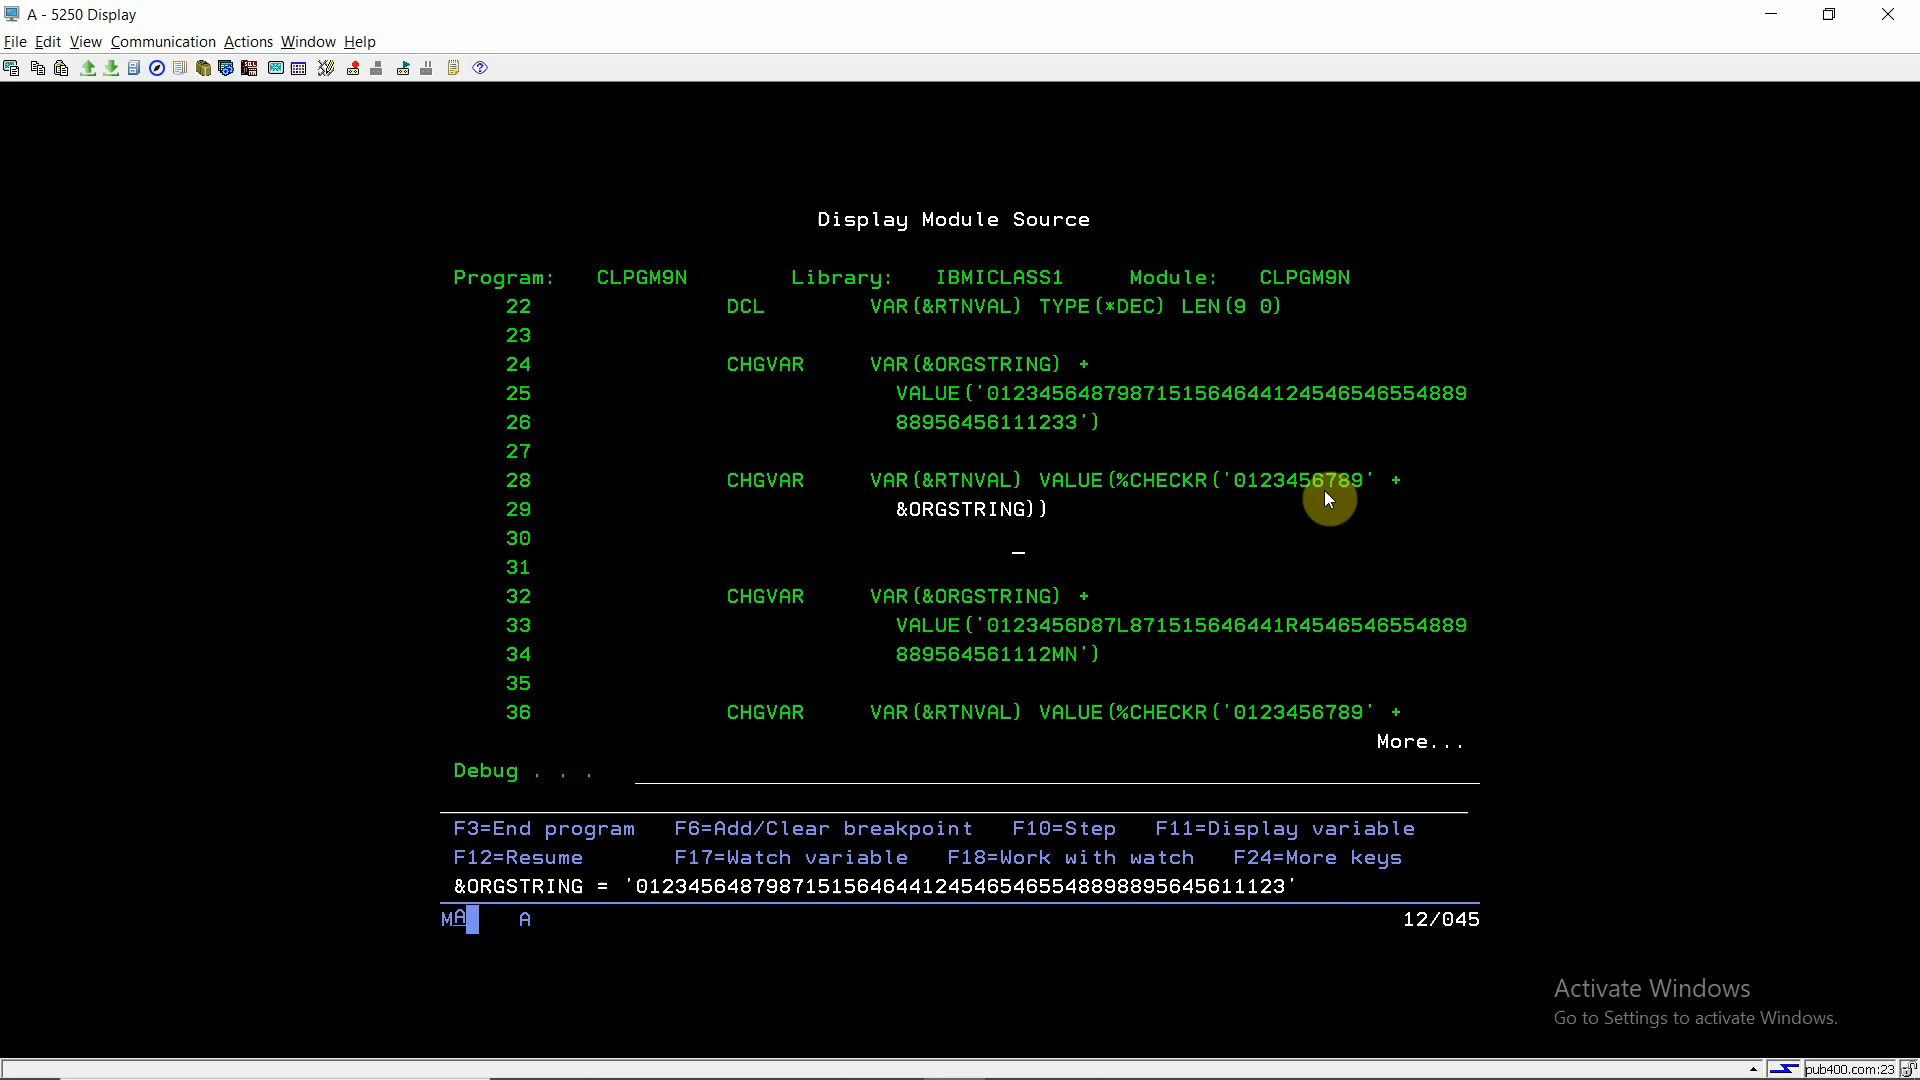 A - 5250 Display
File Edit View Communication Actions Window Help
Display Module Source
Program: CLPGM9N Library: IBMICLASS1 Module: CLPGM9N
22 DCL VAR(&RTNVAL) TYPE(*DEC) LEN(9 0)
23
24 CHGVAR VAR(&ORGSTRING) +
25 VALUE('0123456487987151564644124546546554889
26 88956456111233')
27
28 CHGVAR VAR(&RTNVAL) VALUE(%CHECKR('0123456789' +
29 &ORGSTRING))
30
31
32 CHGVAR VAR(&ORGSTRING) +
33 VALUE('0123456D87L871515646441R4546546554889
34 889564561112MN')
35
36 CHGVAR VAR(&RTNVAL) VALUE(%CHECKR('0123456789' +
More...
Debug . . .
F3=End program F6=Add/Clear breakpoint F10=Step F11=Display variable
F12=Resume F17=Watch variable F18=Work with watch F24=More keys
&ORGSTRING = '01234564879871515646441245465465548898895645611123'
MA A 12/045
Activate Windows
Go to Settings to activate Windows.
pub400.com:23